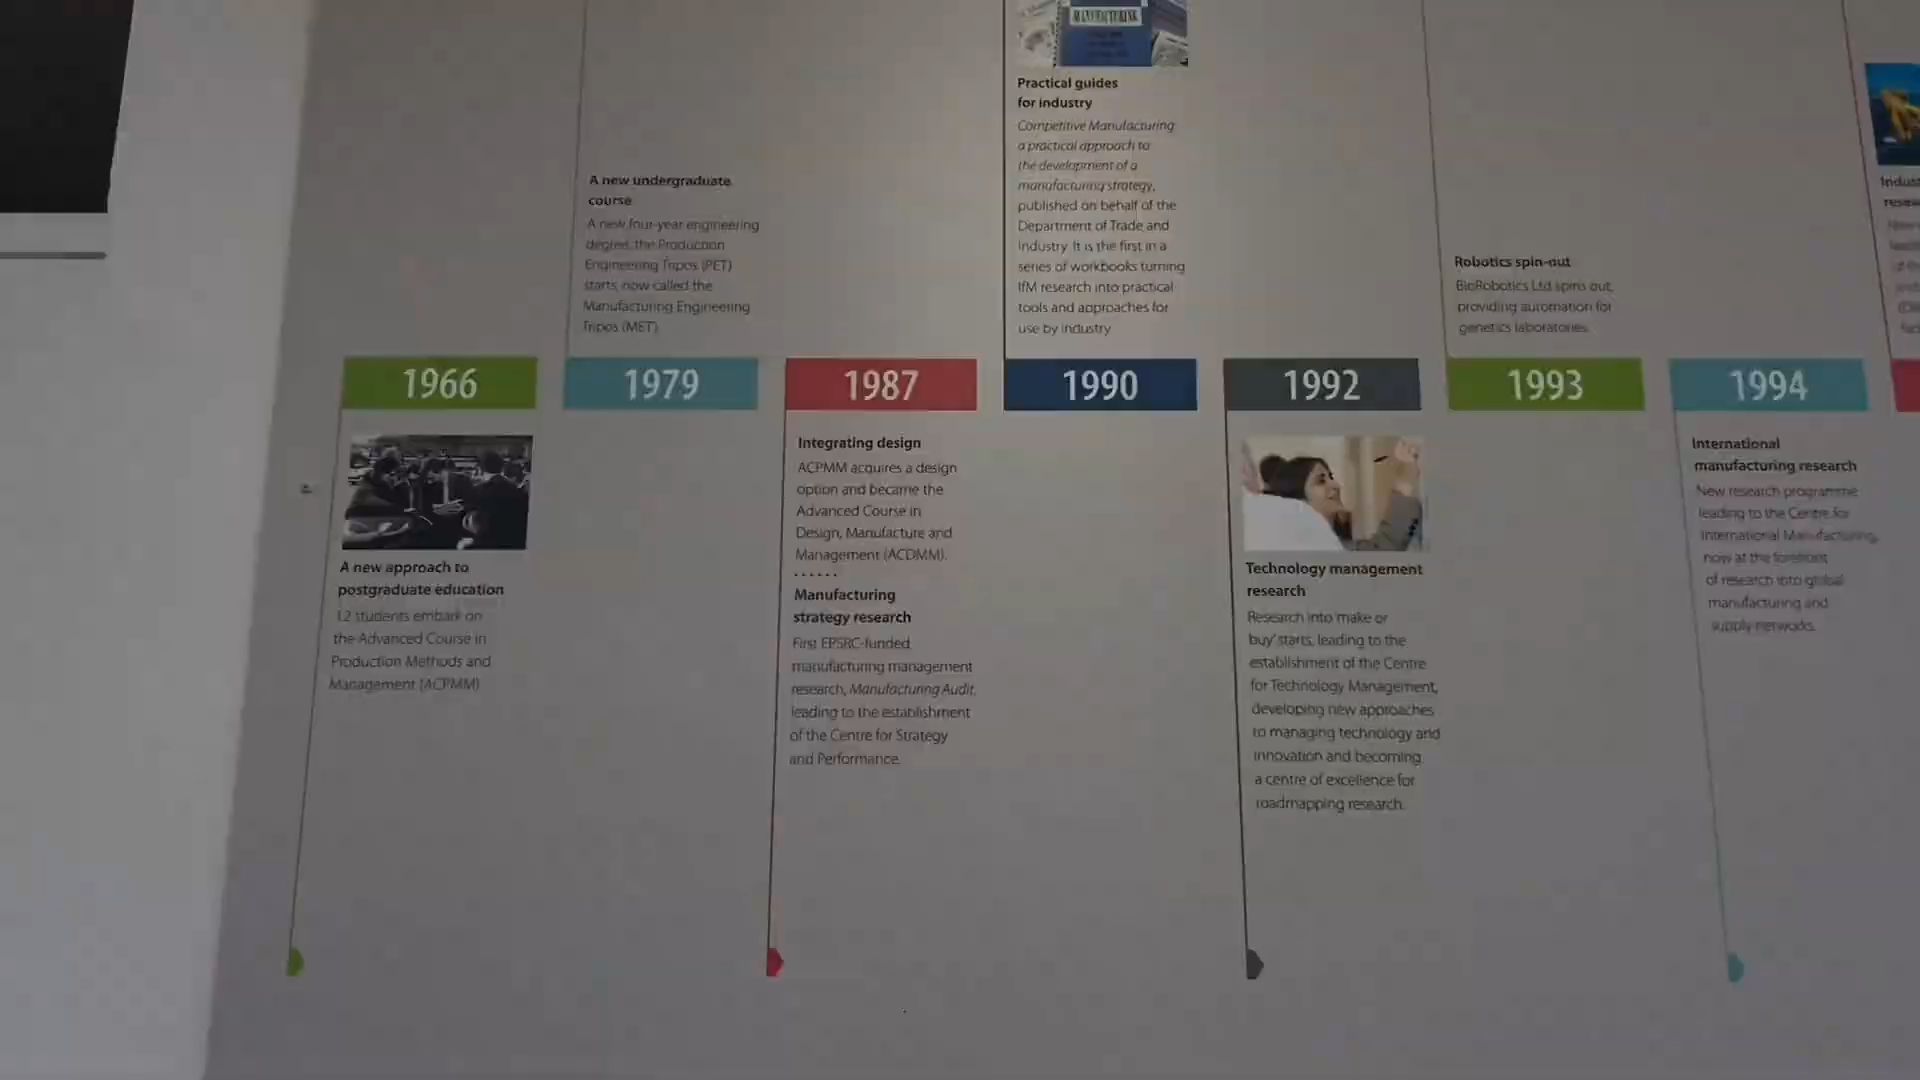 MANUFACTURING
Practical guides
for industry
Competitive Manufacturing
a practical approach to
the development of a
manufacturing strategy,
published on behalf of the
Department of Trade and
Industry. It is the first in a
series of workbooks turning
IfM research into practical
tools and approaches for
use by industry
A new undergraduate
course
A new four-year engineering
degree, the Production
Engineering Tripos (PET)
starts, now called the
Manufacturing Engineering
Tripos (MET)
Robotics spin-out
BioRobotics Ltd spins out,
providing automation for
genetics laboratories.
1966
1979
1987
1990
1992
1993
1994
A new approach to
postgraduate education
12 students embark on
the Advanced Course in
Production Methods and
Management (ACPMM)
Integrating design
ACPMM acquires a design
option and became the
Advanced Course in
Design, Manufacture and
Management (ACDMM).
......
Manufacturing
strategy research
First EPSRC-funded
manufacturing management
research, Manufacturing Audit,
leading to the establishment
of the Centre for Strategy
and Performance.
Technology management
research
Research into 'make or
buy' starts, leading to the
establishment of the Centre
for Technology Management,
developing new approaches
to managing technology and
innovation and becoming
a centre of excellence for
roadmapping research.
International
manufacturing research
New research programme
leading to the Centre for
International Manufacturing,
now at the forefront
of research into global
manufacturing and
supply networks.